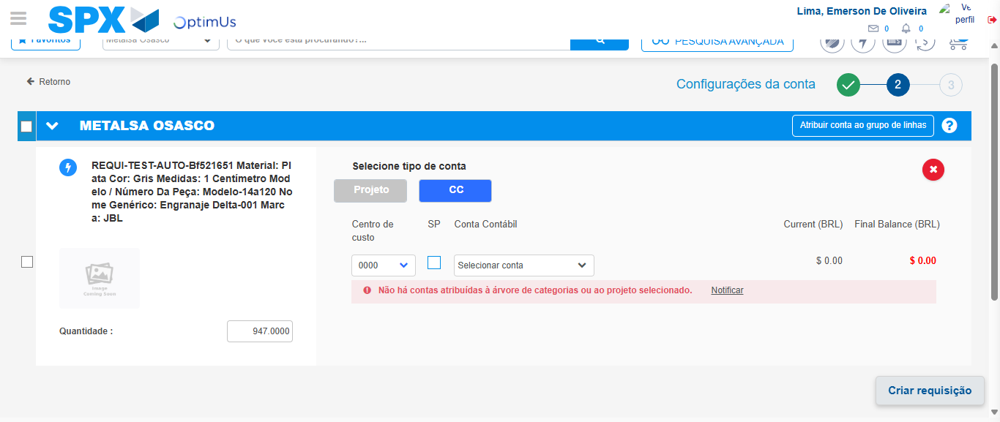 SPX
OptimUs
Lima, Emerson De Oliveira
Ve
perfil
0
0
Favoritos
Metalsa Osasco
O que você está procurando?...
PESQUISA AVANÇADA
Retorno
Configurações da conta
2
3
METALSA OSASCO
Atribuir conta ao grupo de linhas
?
REQUI-TEST-AUTO-Bf521651 Material: Pl
ata Cor: Gris Medidas: 1 Centímetro Mod
elo / Número Da Peça: Modelo-14a120 No
me Genérico: Engranaje Delta-001 Marc
a: JBL
Image
Coming Soon
Quantidade :
947.0000
Selecione tipo de conta
Projeto
CC
Centro de
custo
SP
Conta Contábil
Current (BRL)
Final Balance (BRL)
0000
Selecionar conta
$ 0.00
$ 0.00
Não há contas atribuídas à árvore de categorias ou ao projeto selecionado.
Notificar
Criar requisição